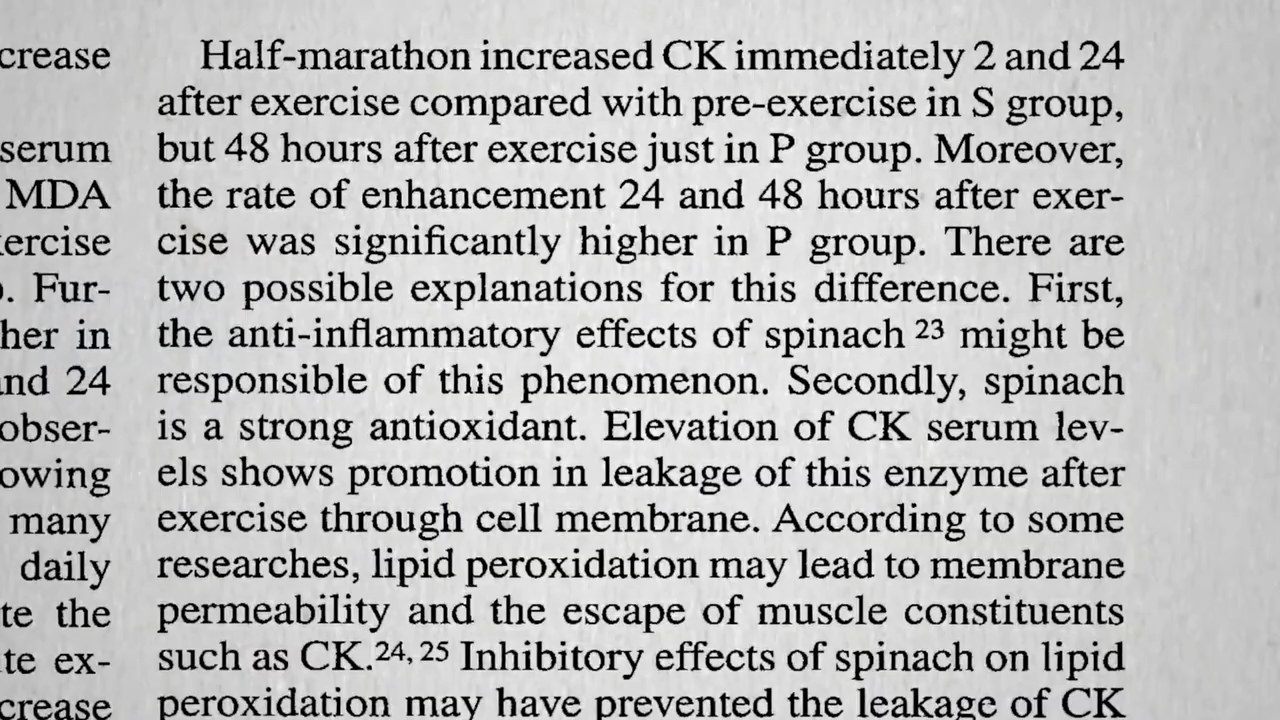 crease
serum
MDA
ercise
. Fur-
her in
nd 24
obser-
owing
many
daily
te the
te ex-
crease
Half-marathon increased CK immediately 2 and 24
after exercise compared with pre-exercise in S group,
but 48 hours after exercise just in P group. Moreover,
the rate of enhancement 24 and 48 hours after exer-
cise was significantly higher in P group. There are
two possible explanations for this difference. First,
the anti-inflammatory effects of spinach 23 might be
responsible of this phenomenon. Secondly, spinach
is a strong antioxidant. Elevation of CK serum lev-
els shows promotion in leakage of this enzyme after
exercise through cell membrane. According to some
researches, lipid peroxidation may lead to membrane
permeability and the escape of muscle constituents
such as CK.24, 25 Inhibitory effects of spinach on lipid
peroxidation may have prevented the leakage of CK